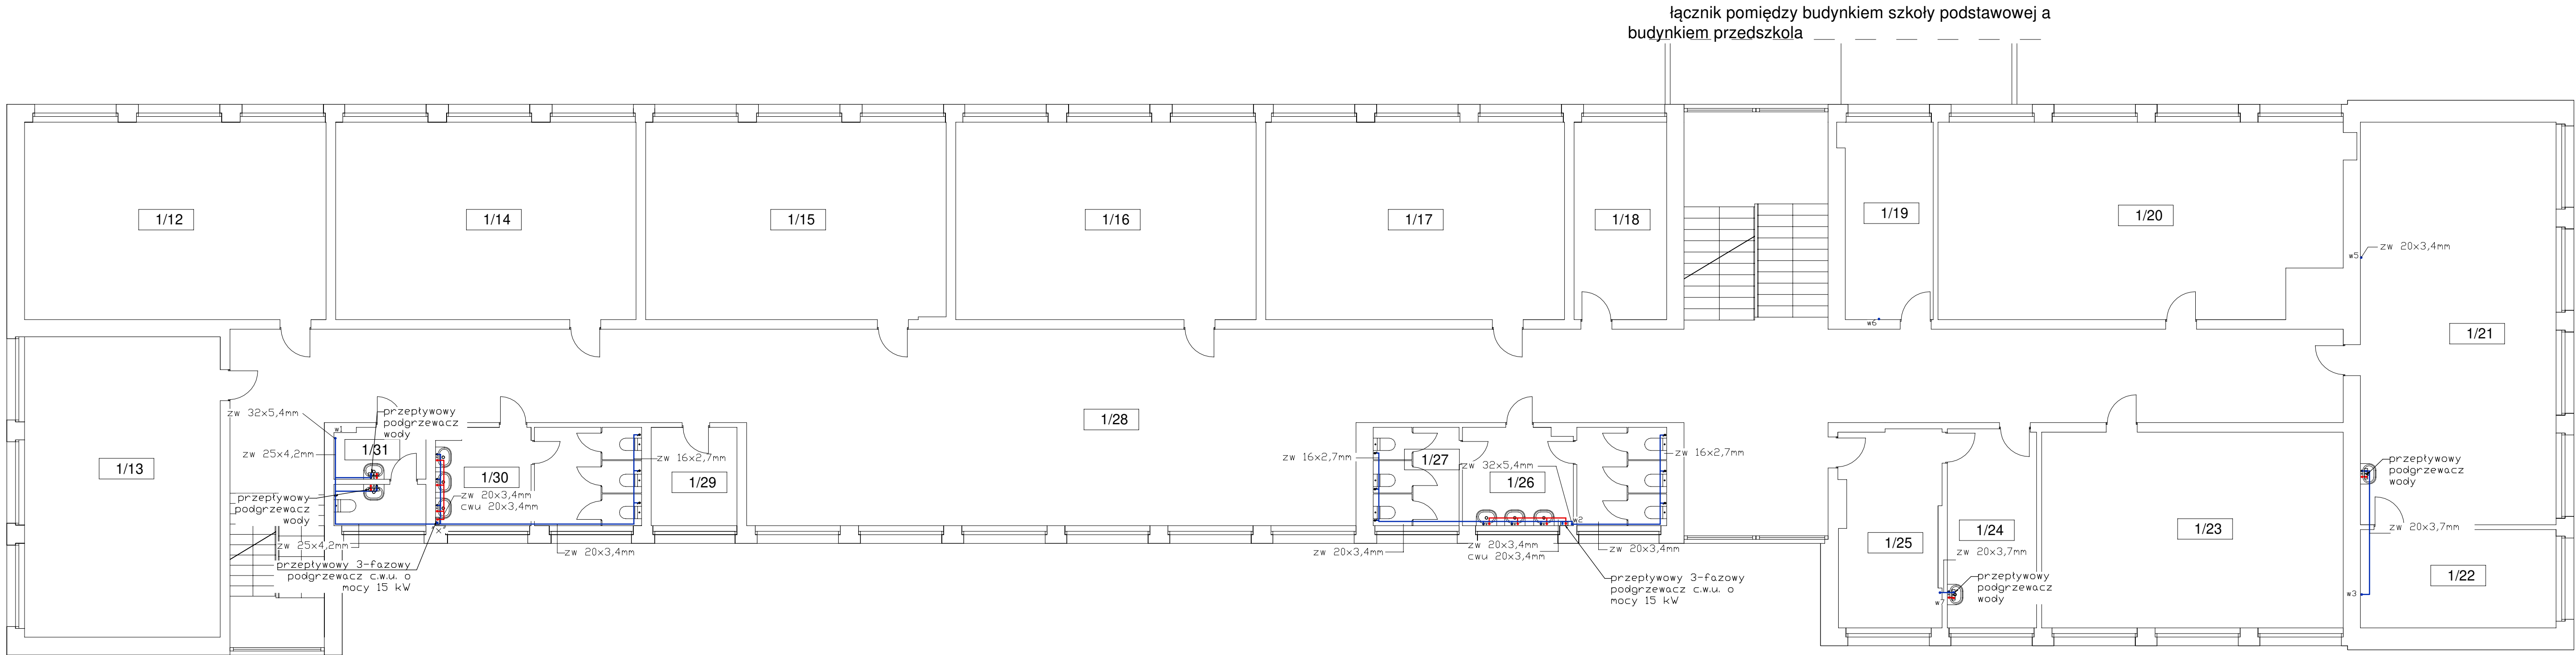 łącznik pomiędzy budynkiem szkoły podstawowej a
budynkiem przedszkola
1/12
1/14
1/15
1/16
1/17
1/18
1/19
1/20
1/21
w5
zw 20x3,4mm
w6
1/13
1/28
zw 32x5,4mm
w1
przepływowy
podgrzewacz
wody
1/31
zw 25x4,2mm
1/30
zw 16x2,7mm
1/29
przepływowy
podgrzewacz
wody
zw 20x3,4mm
cwu 20x3,4mm
zw 25x4,2mm
zw 20x3,4mm
przepływowy 3-fazowy
podgrzewacz c.w.u. o
mocy 15 kW
zw 16x2,7mm
1/27
zw 32x5,4mm
1/26
zw 16x2,7mm
w2
zw 20x3,4mm
zw 20x3,4mm
cwu 20x3,4mm
zw 20x3,4mm
przepływowy 3-fazowy
podgrzewacz c.w.u. o
mocy 15 kW
1/25
1/24
zw 20x3,7mm
przepływowy
podgrzewacz
wody
w7
1/23
przepływowy
podgrzewacz
wody
zw 20x3,7mm
1/22
w3